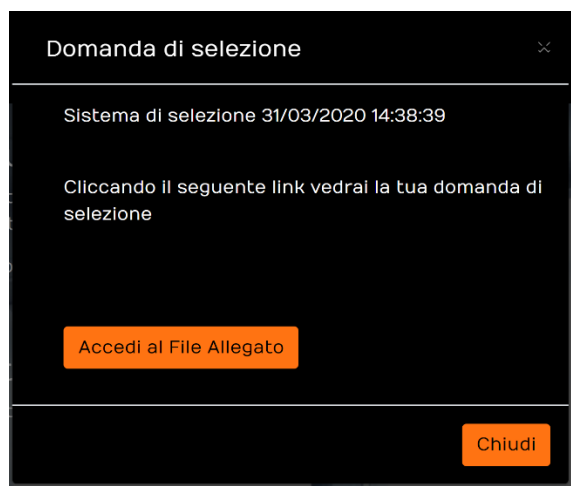 Domanda di selezione
Sistema di selezione 31/03/2020 14:38:39
Cliccando il seguente link vedrai la tua domanda di
selezione
Accedi al File Allegato
Chiudi